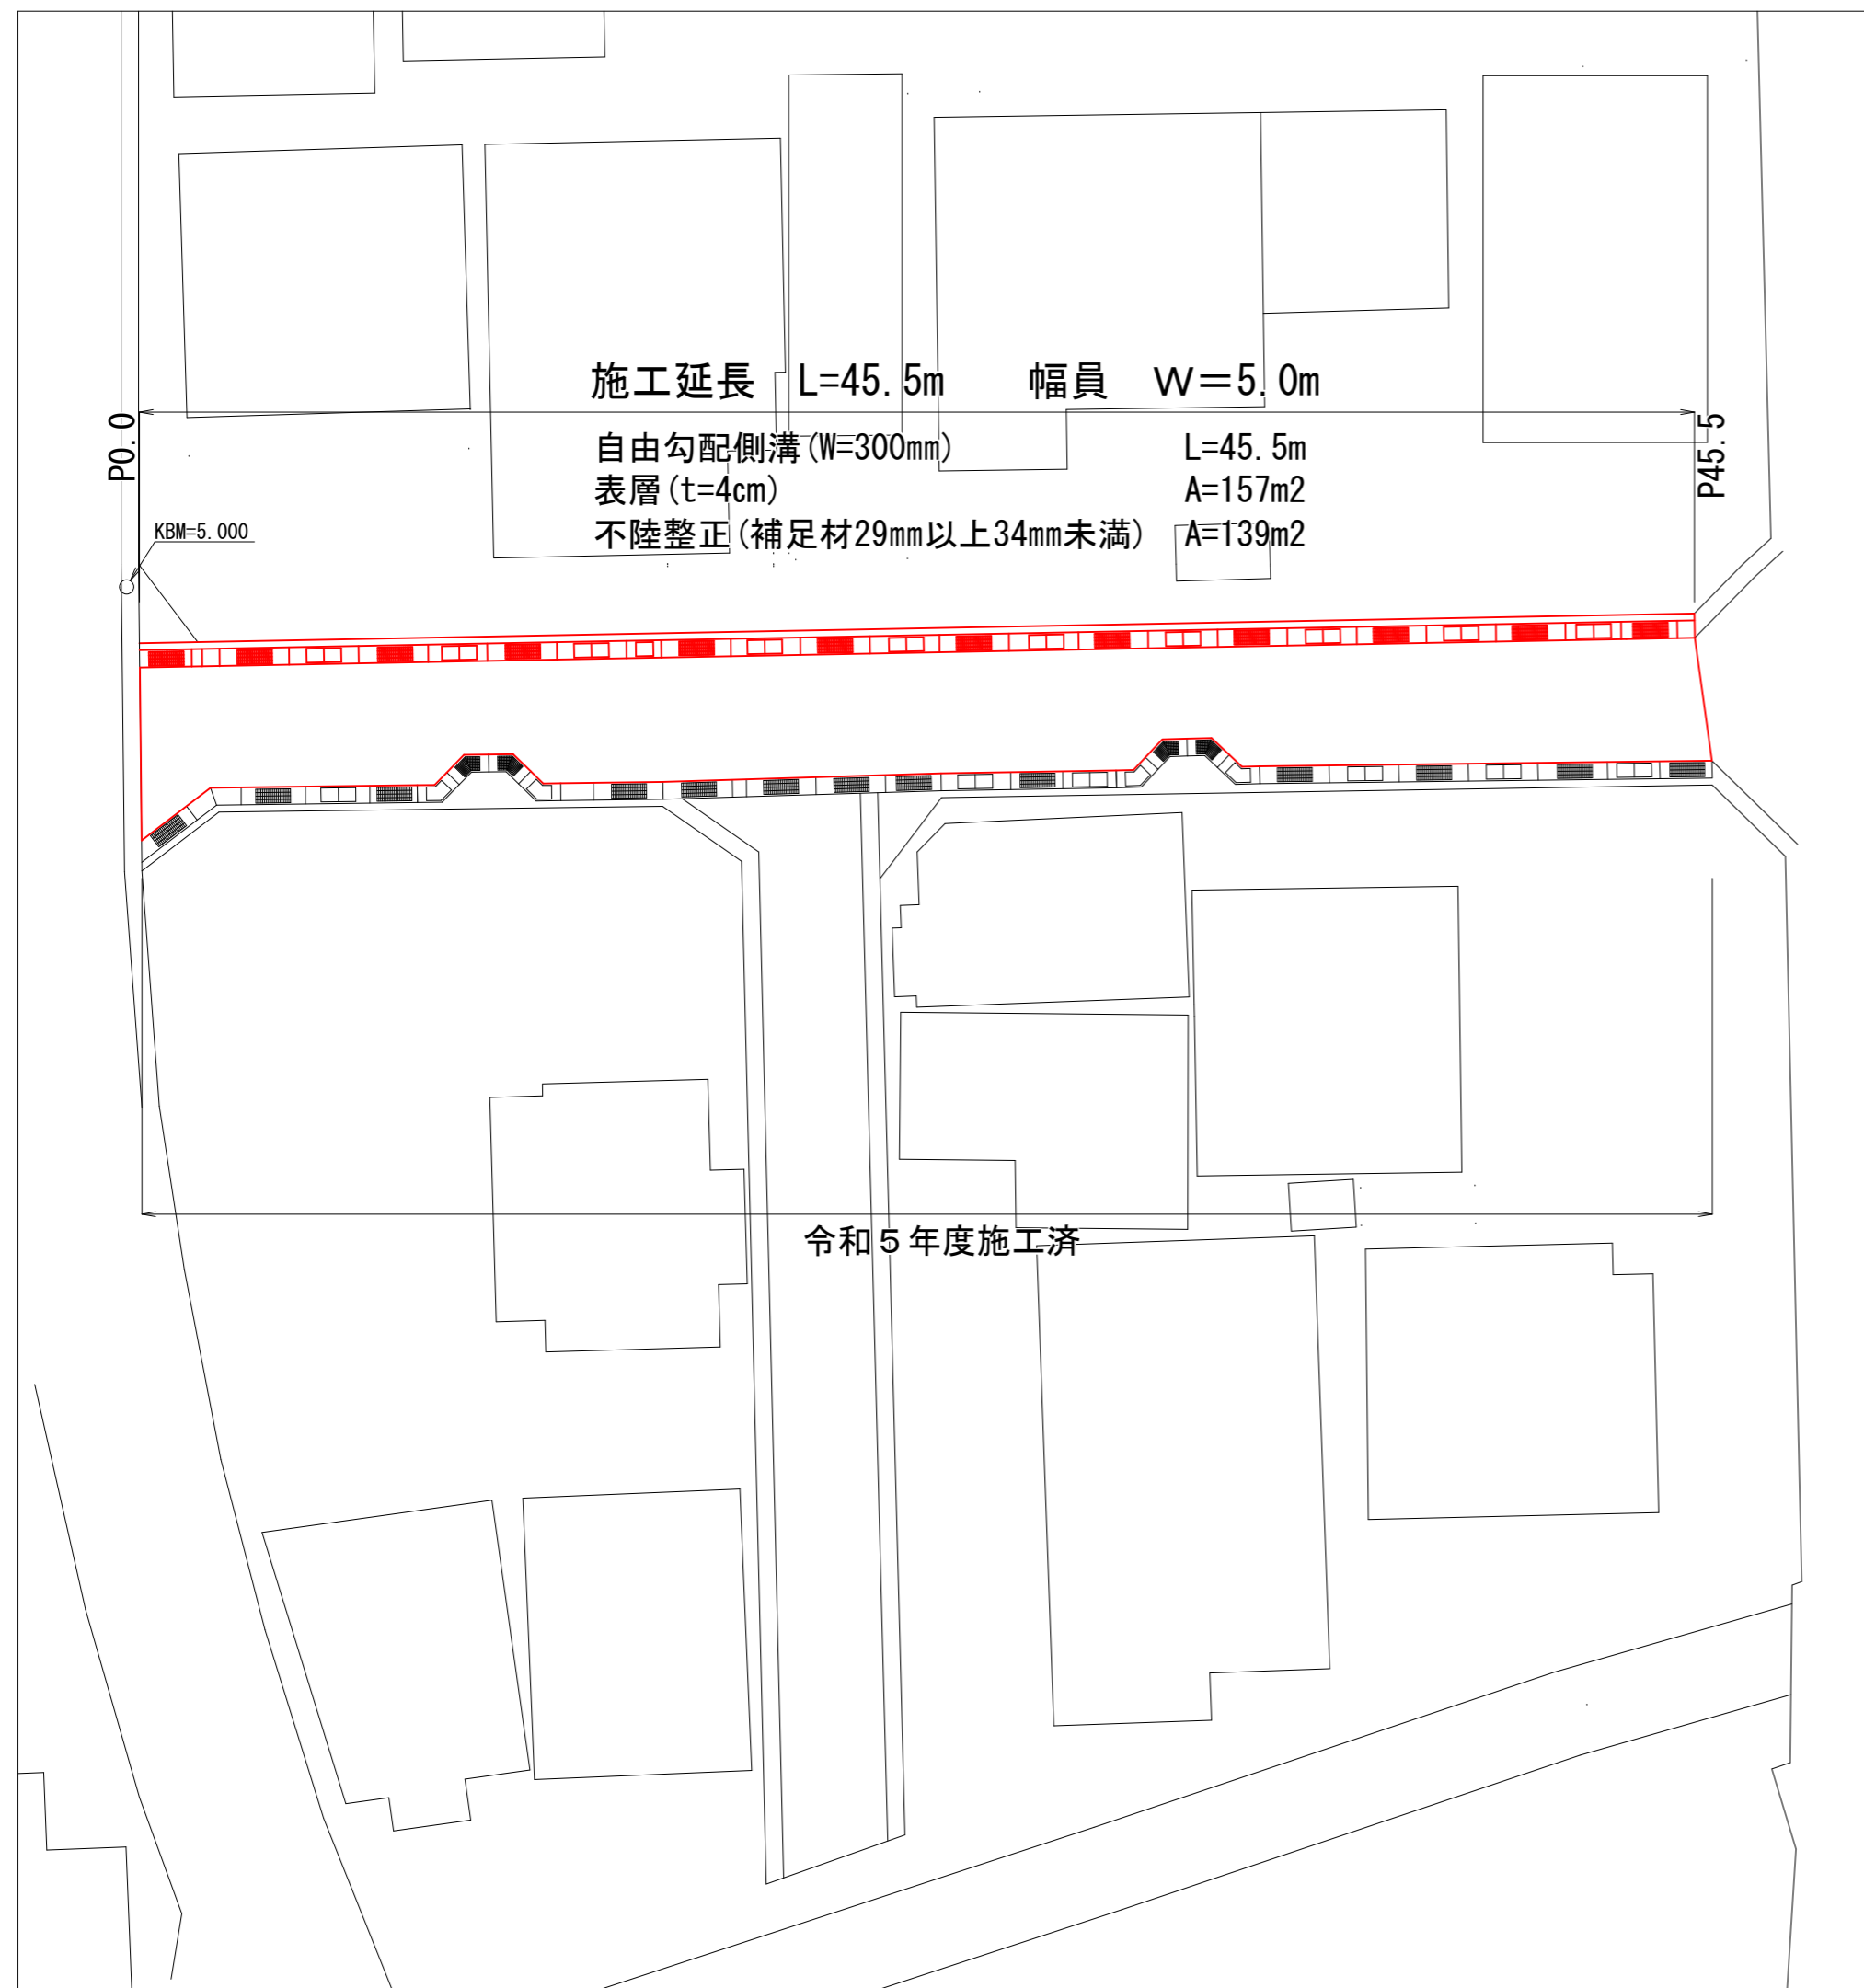 施工延長　L=45.5m　　幅員　Ｗ＝5.0m
P0.0
P45.5
自由勾配側溝(W=300mm)　L=45.5m
表層(t=4cm)　A=157m2
不陸整正(補足材29mm以上34mm未満)　A=139m2
KBM=5.000
令和５年度施工済